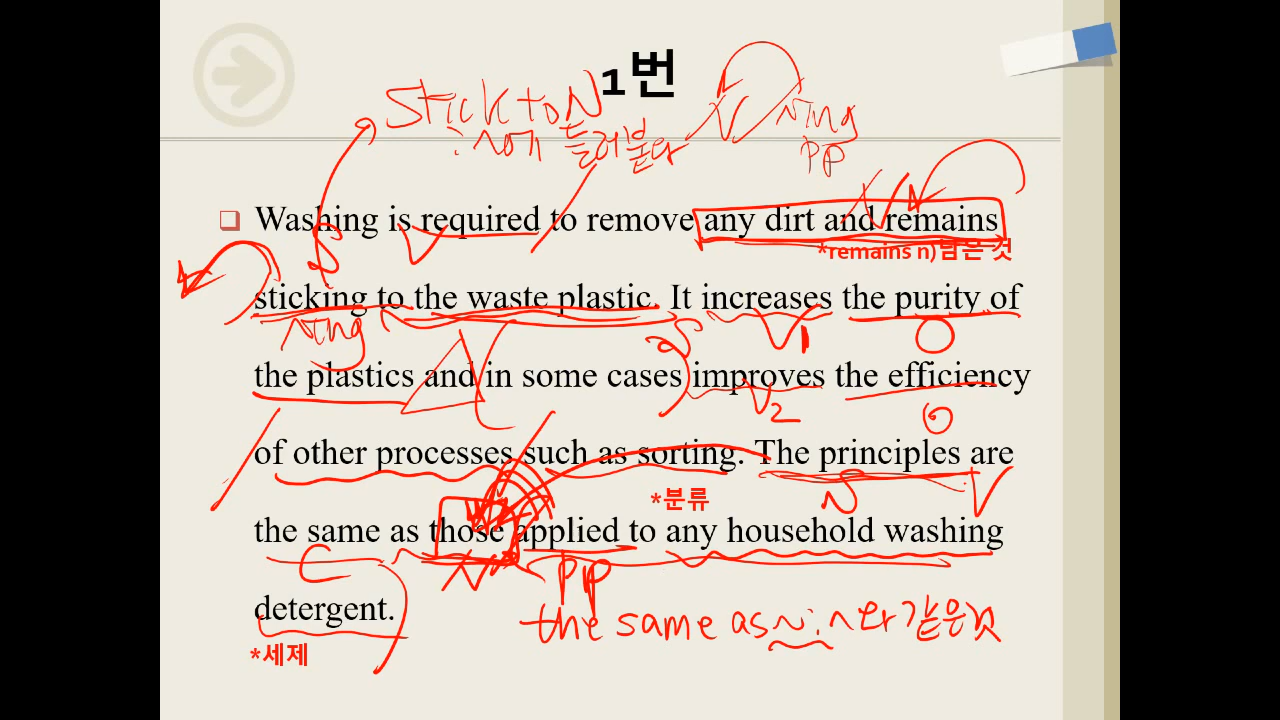 1번
stick to N
: ~에 들러붙다
N Ving
PP
Washing is required to remove any dirt and remains
*remains n)남은 것
S V N
sticking to the waste plastic. It increases the purity of
Ving S V1 O
the plastics and in some cases improves the efficiency
V2 O
of other processes such as sorting. The principles are
*분류 S V
the same as those applied to any household washing
C N PP
detergent.
the same as ~ : ~와 같은 것
*세제